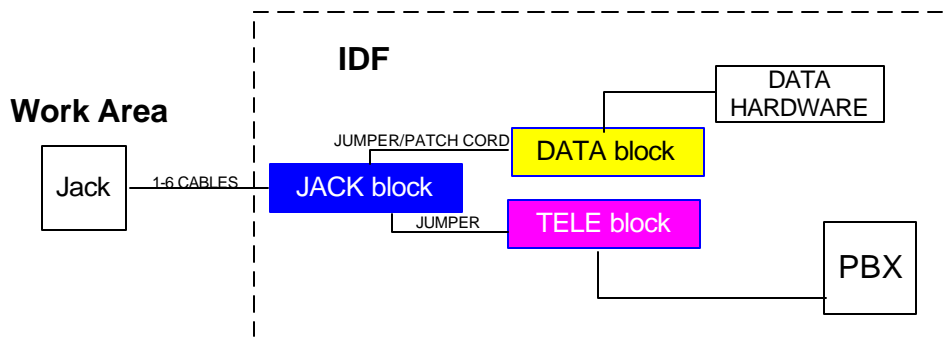 IDF
DATA
HARDWARE
Work Area
JUMPER/PATCH CORD
DATA block
Jack
1-6 CABLES
JACK block
JUMPER
TELE block
PBX